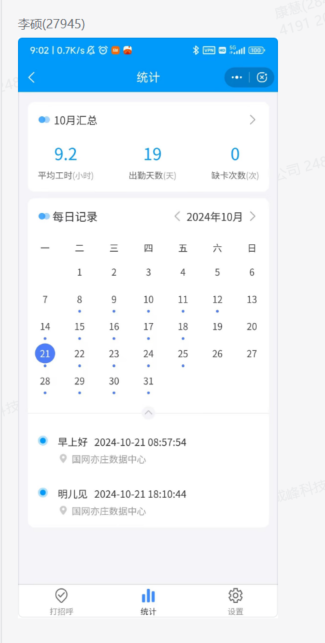 李硕(27945)
9:02 | 0.7K/s
统计
10月汇总
9.2 19 0
平均工时(小时) 出勤天数(天) 缺卡次数(次)
每日记录 2024年10月
一 二 三 四 五 六 日
1 2 3 4 5 6
7 8 9 10 11 12 13
14 15 16 17 18 19 20
21 22 23 24 25 26 27
28 29 30 31
早上好 2024-10-21 08:57:54
国网亦庄数据中心
明儿见 2024-10-21 18:10:44
国网亦庄数据中心
打招呼 统计 设置